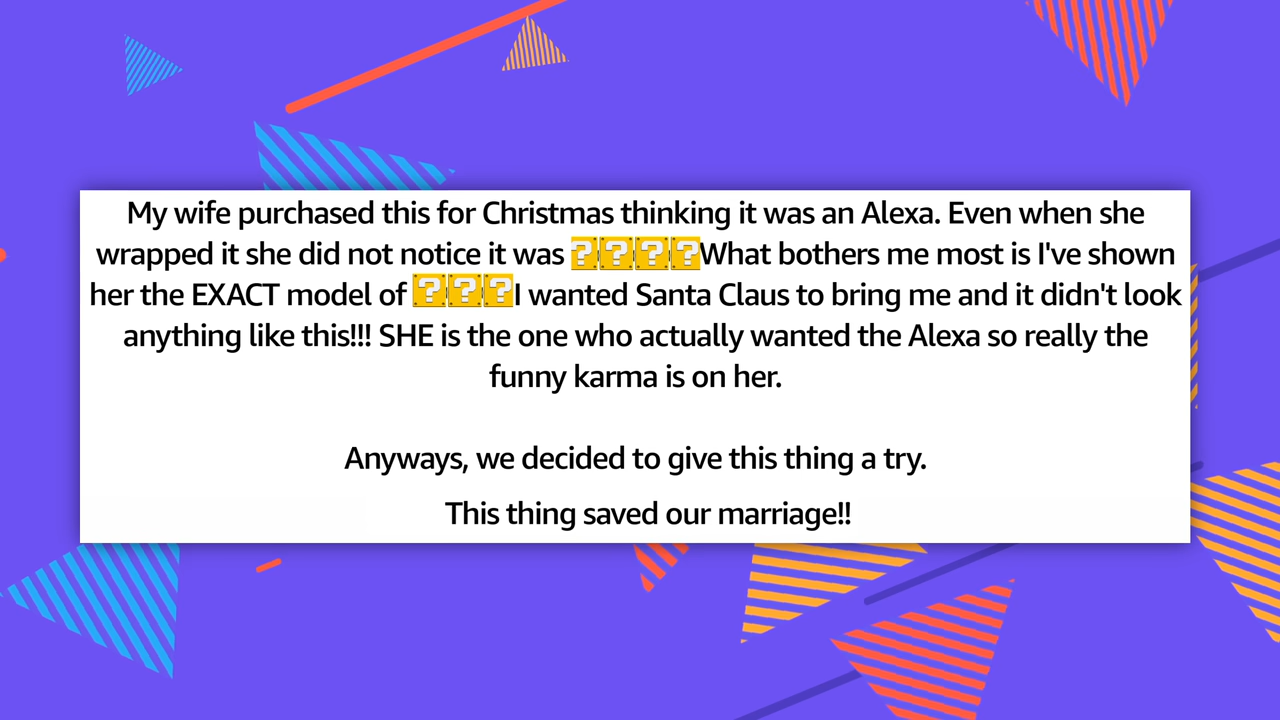 My wife purchased this for Christmas thinking it was an Alexa. Even when she
wrapped it she did not notice it was ????What bothers me most is I've shown
her the EXACT model of ???I wanted Santa Claus to bring me and it didn't look
anything like this!!! SHE is the one who actually wanted the Alexa so really the
funny karma is on her.
Anyways, we decided to give this thing a try.
This thing saved our marriage!!